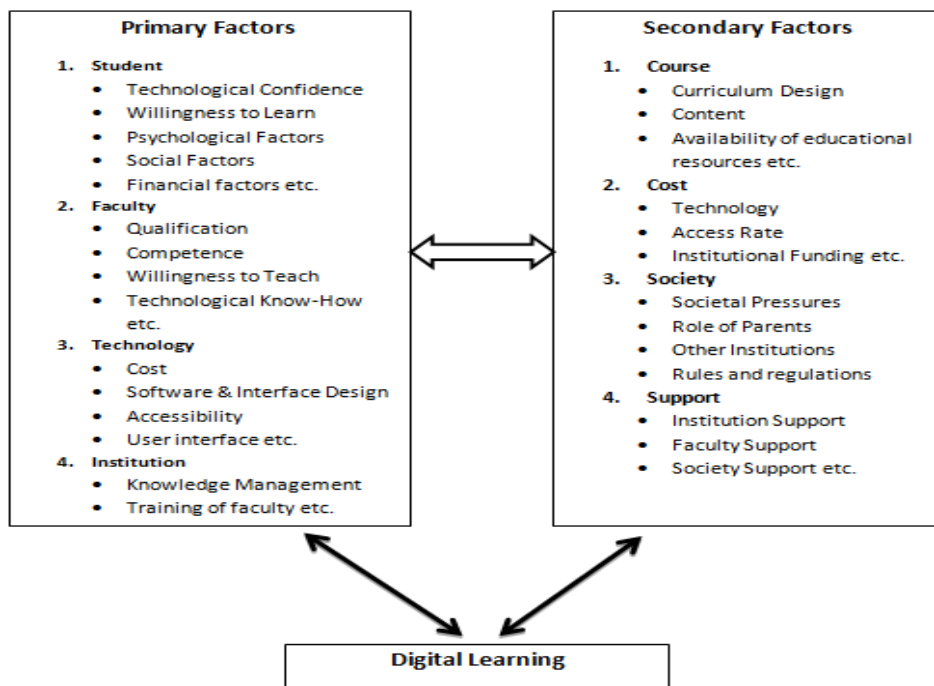 Primary Factors
1. Student
• Technological Confidence
• Willingness to Learn
• Psychological Factors
• Social Factors
• Financial factors etc.
2. Faculty
• Qualification
• Competence
• Willingness to Teach
• Technological Know-How
etc.
3. Technology
• Cost
• Software & Interface Design
• Accessibility
• User interface etc.
4. Institution
• Knowledge Management
• Training of faculty etc.
Secondary Factors
1. Course
• Curriculum Design
• Content
• Availability of educational
resources etc.
2. Cost
• Technology
• Access Rate
• Institutional Funding etc.
3. Society
• Societal Pressures
• Role of Parents
• Other Institutions
• Rules and regulations
4. Support
• Institution Support
• Faculty Support
• Society Support etc.
Digital Learning